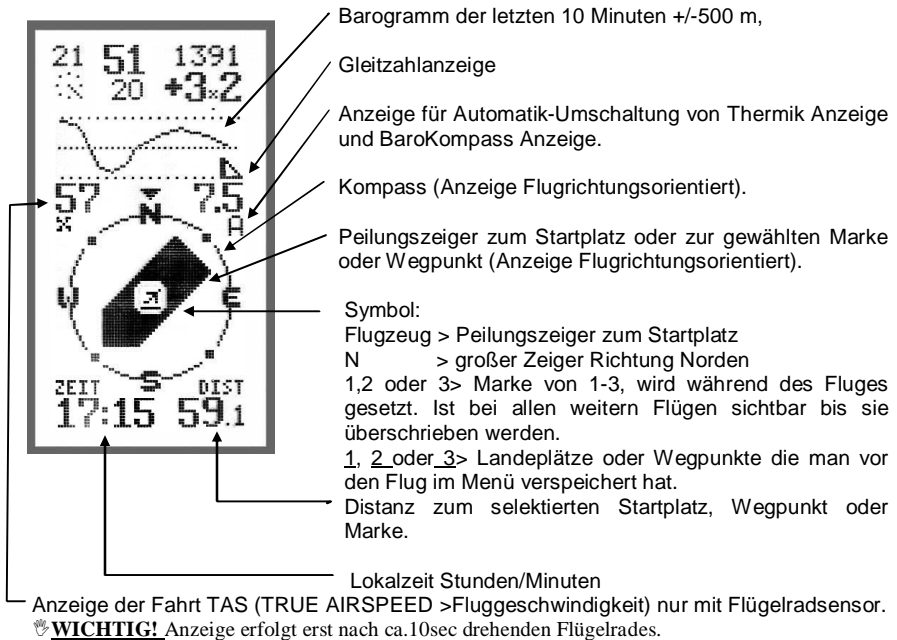 Barogramm der letzten 10 Minuten +/-500 m,
21 51 1391
20 +3x2
Gleitzahlanzeige
Anzeige für Automatik-Umschaltung von Thermik Anzeige
und BaroKompass Anzeige.
57 7.5
x N A
Kompass (Anzeige Flugrichtungsorientiert).
Peilungszeiger zum Startplatz oder zur gewählten Marke
oder Wegpunkt (Anzeige Flugrichtungsorientiert).
W E
S
ZEIT DIST
17:15 59.1
Symbol:
Flugzeug > Peilungszeiger zum Startplatz
N > großer Zeiger Richtung Norden
1,2 oder 3> Marke von 1-3, wird während des Fluges
gesetzt. Ist bei allen weitern Flügen sichtbar bis sie
überschrieben werden.
1, 2 oder 3> Landeplätze oder Wegpunkte die man vor
den Flug im Menü verspeichert hat.
Distanz zum selektierten Startplatz, Wegpunkt oder
Marke.
Lokalzeit Stunden/Minuten
Anzeige der Fahrt TAS (TRUE AIRSPEED >Fluggeschwindigkeit) nur mit Flügelradsensor.
WICHTIG! Anzeige erfolgt erst nach ca.10sec drehenden Flügelrades.